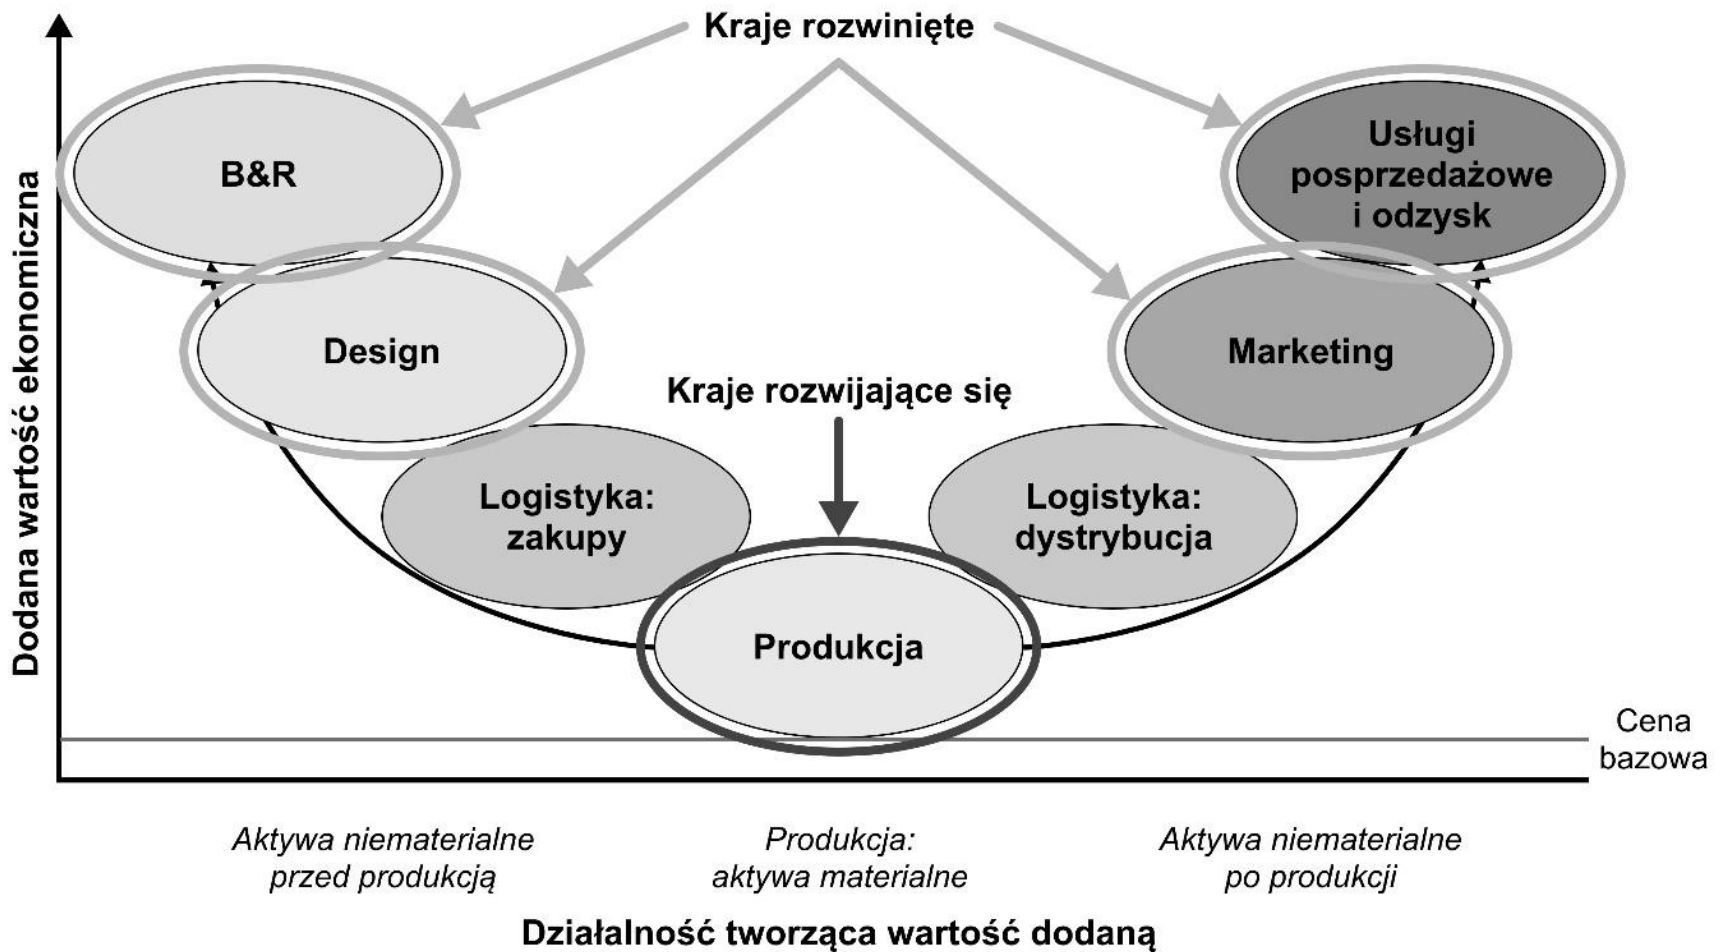 Kraje rozwinięte
B&R
Usługi
posprzedażowe
i odzysk
Design
Marketing
Kraje rozwijające się
Logistyka:
zakupy
Logistyka:
dystrybucja
Produkcja
Dodana wartość ekonomiczna
Cena
bazowa
Aktywa niematerialne
przed produkcją
Produkcja:
aktywa materialne
Aktywa niematerialne
po produkcji
Działalność tworząca wartość dodaną